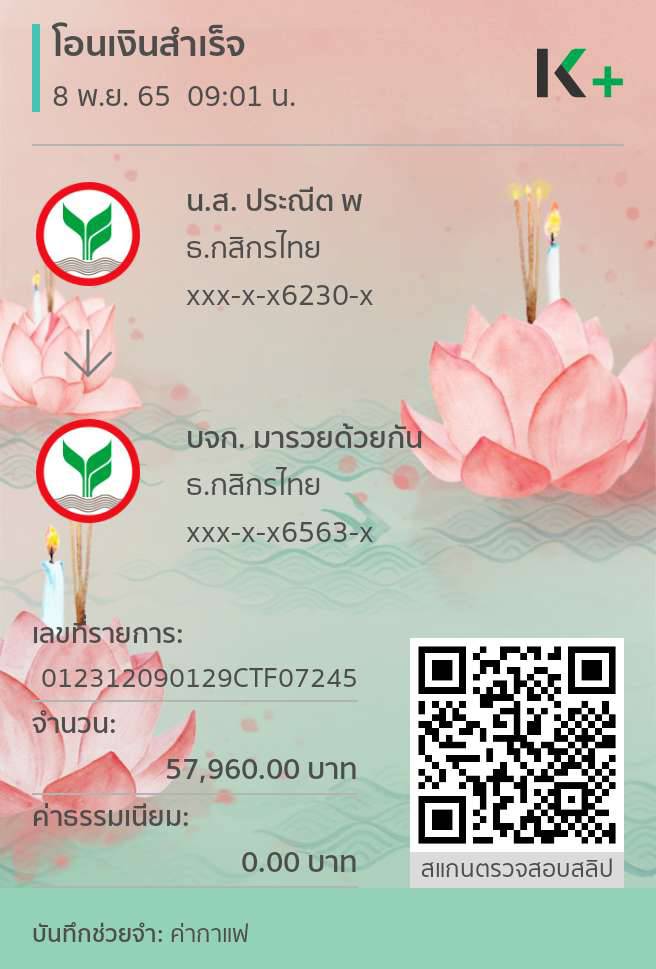 โอนเงินสำเร็จ
8 พ.ย. 65 09:01 น.
K+
น.ส. ประณีต พ
ธ.กสิกรไทย
xxx-x-x6230-x
บจก. มารวยด้วยกัน
ธ.กสิกรไทย
xxx-x-x6563-x
เลขที่รายการ:
012312090129CTF07245
จำนวน:
57,960.00 บาท
ค่าธรรมเนียม:
0.00 บาท
สแกนตรวจสอบสลิป
บันทึกช่วยจำ: ค่ากาแฟ